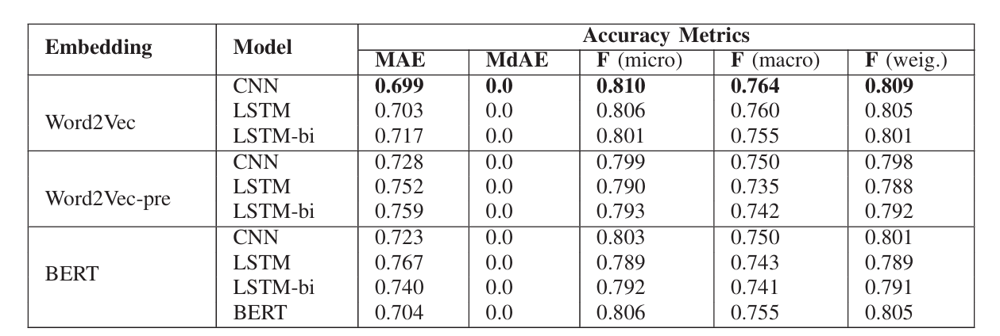 Embedding Model Accuracy Metrics
MAE MdAE F (micro) F (macro) F (weig.)
Word2Vec
CNN 0.699 0.0 0.810 0.764 0.809
LSTM 0.703 0.0 0.806 0.760 0.805
LSTM-bi 0.717 0.0 0.801 0.755 0.801
Word2Vec-pre
CNN 0.728 0.0 0.799 0.750 0.798
LSTM 0.752 0.0 0.790 0.735 0.788
LSTM-bi 0.759 0.0 0.793 0.742 0.792
BERT
CNN 0.723 0.0 0.803 0.750 0.801
LSTM 0.767 0.0 0.789 0.743 0.789
LSTM-bi 0.740 0.0 0.792 0.741 0.791
BERT 0.704 0.0 0.806 0.755 0.805